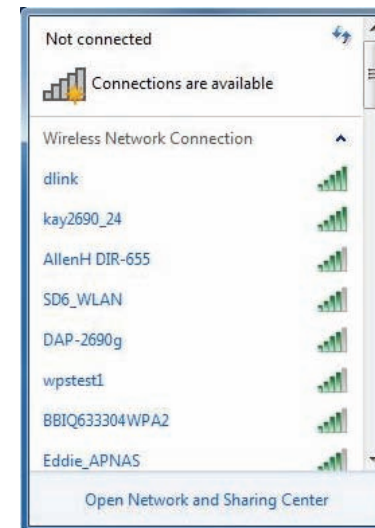 Not connected
Connections are available
Wireless Network Connection
dlink
kay2690_24
AllenH DIR-655
SD6_WLAN
DAP-2690g
wpstest1
BBIQ633304WPA2
Eddie_APNAS
Open Network and Sharing Center